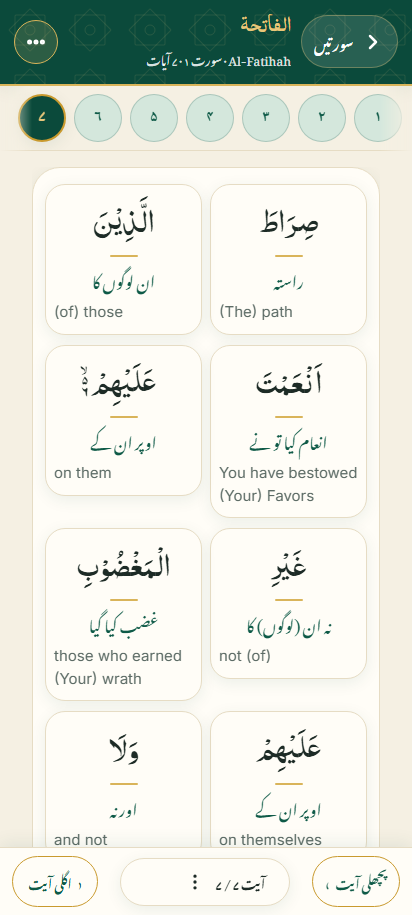 سورتیں
الفاتحة
Al-Fatihah • سورت ۱ • ۷ آیات
۱
۲
۳
۴
۵
٦
۷
صِرَاطَ
راستہ
(The) path
الَّذِيْنَ
ان لوگوں کا
(of) those
اَنْعَمْتَ
انعام کیا تو نے
You have bestowed
(Your) Favors
عَلَيْهِمْ ۙ۬
اوپر ان کے
on them
غَيْرِ
نہ ان (لوگوں) کا
not (of)
الْمَغْضُوْبِ
غضب کیا گیا
those who earned
(Your) wrath
عَلَيْهِمْ
اوپر ان کے
on themselves
وَلَا
اور نہ
and not
پچھلی آیت
آیت ۷ / ۷
اگلی آیت